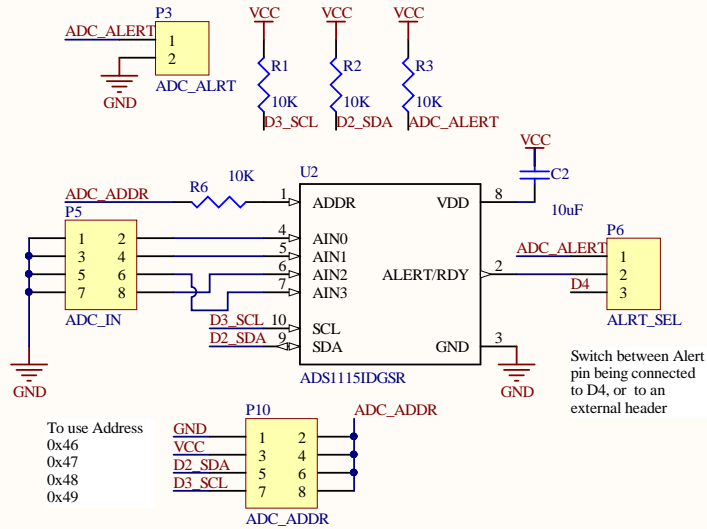 P3
ADC_ALERT
1
2
ADC_ALRT
GND
VCC
R1
10K
D3_SCL
VCC
R2
10K
D2_SDA
VCC
R3
10K
ADC_ALERT
VCC
C2
10uF
U2
ADC_ADDR
R6
10K
1
ADDR
VDD
8
4
AIN0
5
AIN1
6
AIN2
7
AIN3
ALERT/RDY
2
D3_SCL
10
SCL
D2_SDA
9
SDA
GND
3
GND
ADS1115IDGSR
P5
1 2
3 4
5 6
7 8
ADC_IN
GND
P6
ADC_ALERT
1
2
D4
3
ALRT_SEL
Switch between Alert
pin being connected
to D4, or to an
external header
To use Address
0x46
0x47
0x48
0x49
P10
ADC_ADDR
GND
1 2
VCC
3 4
D2_SDA
5 6
D3_SCL
7 8
ADC_ADDR